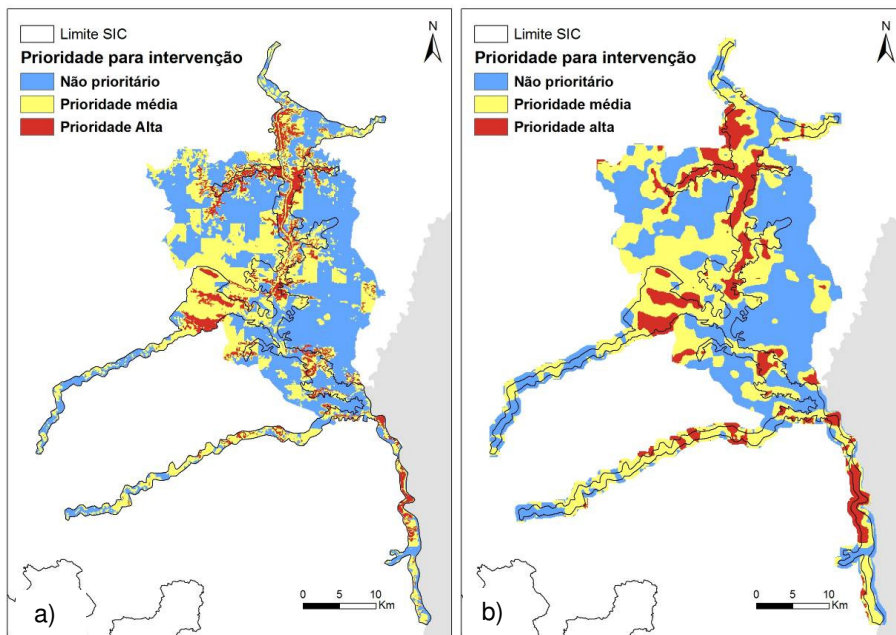 Limite SIC
Prioridade para intervenção
Não prioritário
Prioridade média
Prioridade Alta
N
0 5 10
Km
a)
Limite SIC
Prioridade para intervenção
Não prioritário
Prioridade média
Prioridade alta
N
0 5 10
Km
b)